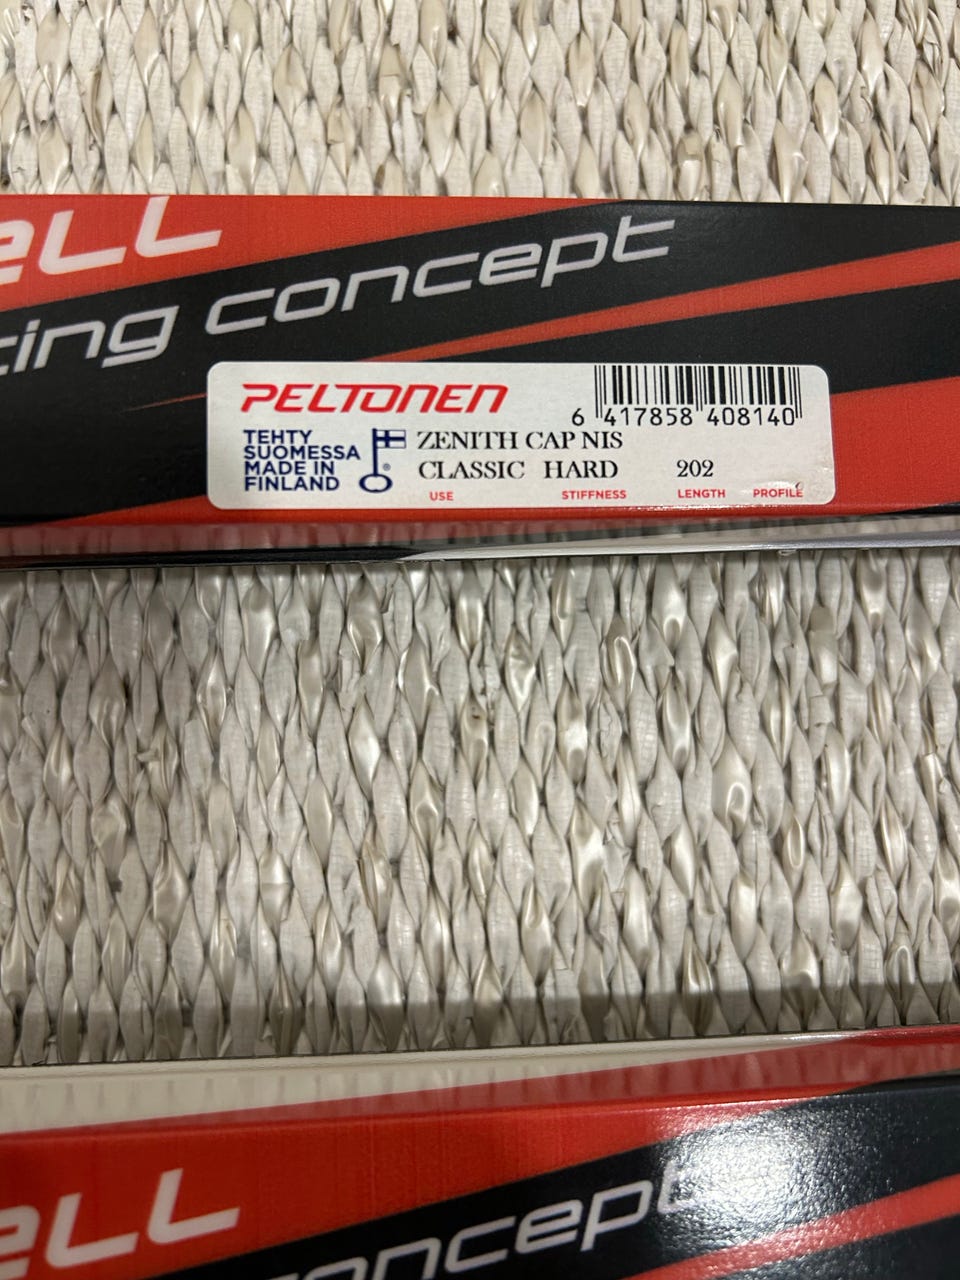 eLL
cing concept
PELTONEN
6 417858 408140
TEHTY
SUOMESSA
MADE IN
FINLAND
®
ZENITH CAP NIS
CLASSIC HARD 202
USE STIFFNESS LENGTH PROFILE
eLL
concept